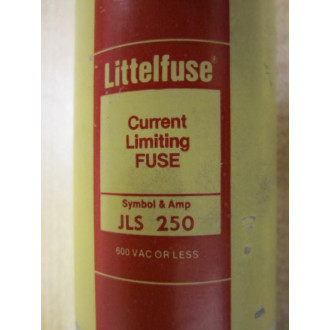 Littelfuse®
Current
Limiting
FUSE
Symbol & Amp
JLS 250
600 VAC OR LESS